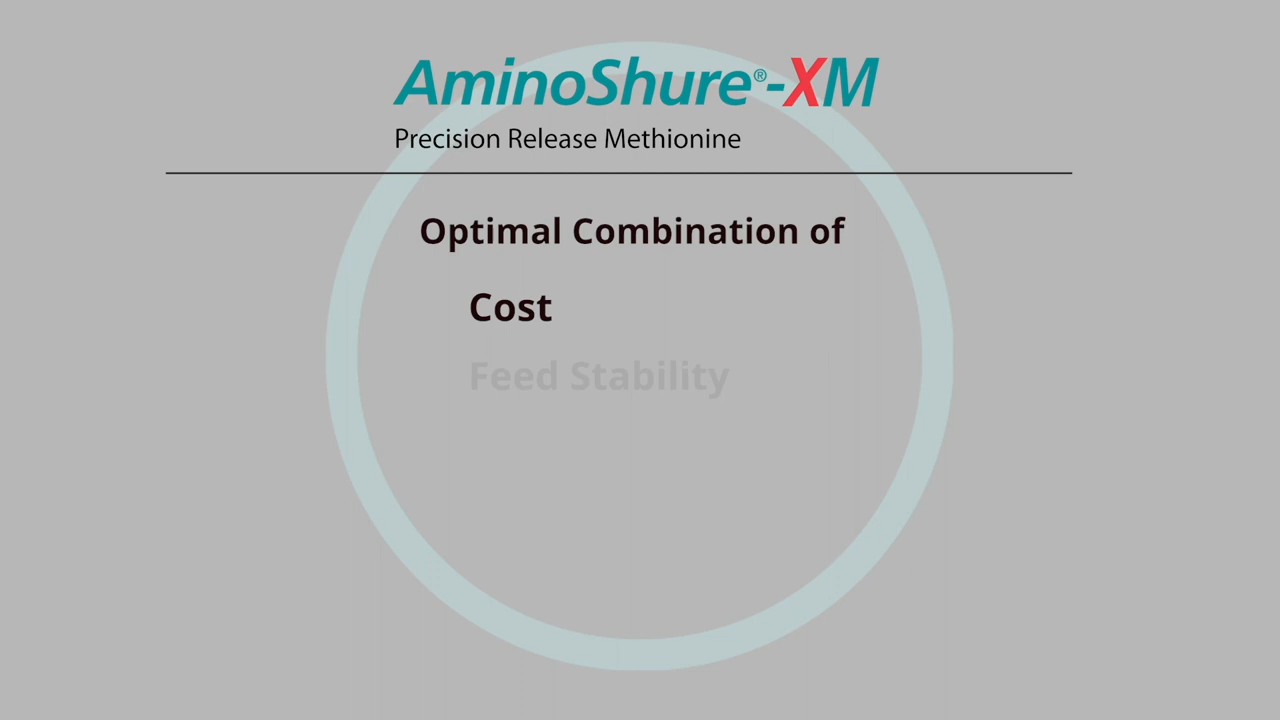 AminoShure®-XM
Precision Release Methionine
Optimal Combination of
Cost
Feed Stability